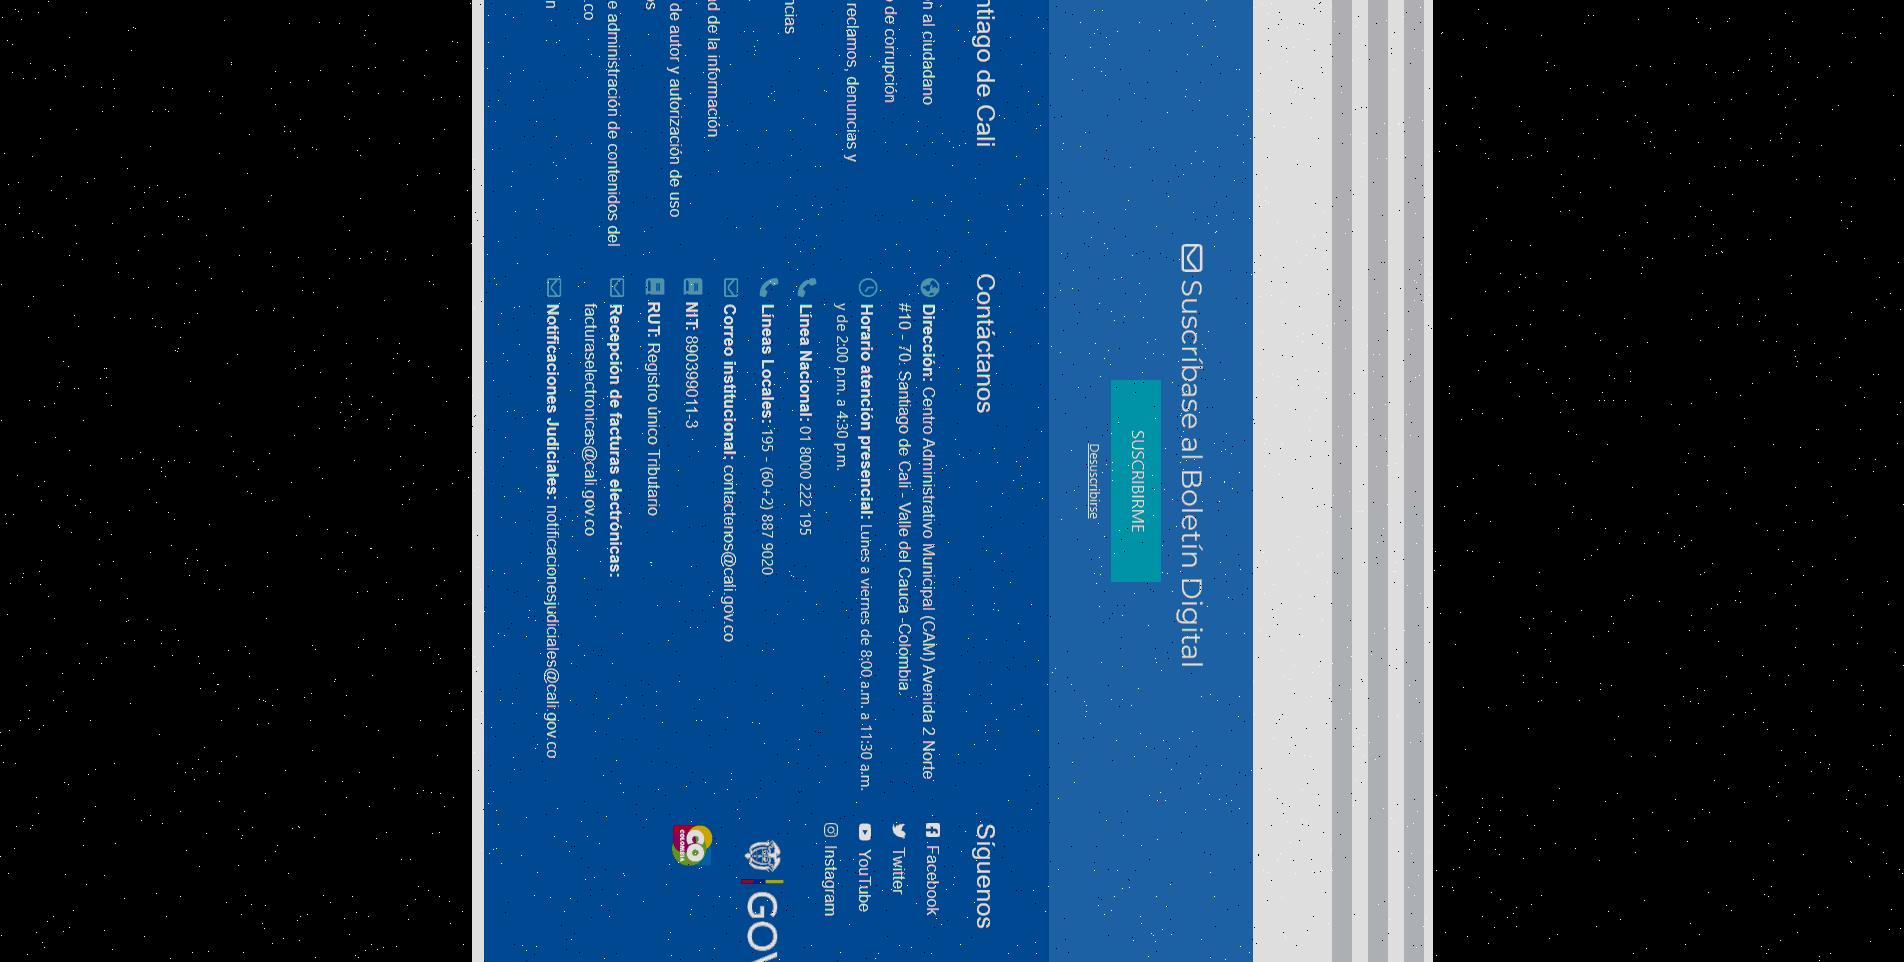 Suscríbase al Boletín Digital
SUSCRIBIRME
Desuscribirse
ntiago de Cali
n al ciudadano
o de corrupción
reclamos, denuncias y
ncias
ad de la información
de autor y autorización de uso
os
e administración de contenidos del
.co
n
Contáctanos
Dirección: Centro Administrativo Municipal (CAM) Avenida 2 Norte
#10 - 70. Santiago de Cali - Valle del Cauca -Colombia.
Horario atención presencial: Lunes a viernes de 8:00 a.m. a 11:30 a.m.
y de 2:00 p.m. a 4:30 p.m.
Línea Nacional: 01 8000 222 195
Líneas Locales: 195 - (60+2) 887 9020
Correo institucional: contactenos@cali.gov.co
NIT: 890399011-3
RUT: Registro único Tributario
Recepción de facturas electrónicas:
facturaselectronicas@cali.gov.co
Notificaciones Judiciales: notificacionesjudiciales@cali.gov.co
Síguenos
Facebook
Twitter
YouTube
Instagram
GOV
CO
COLOMBIA